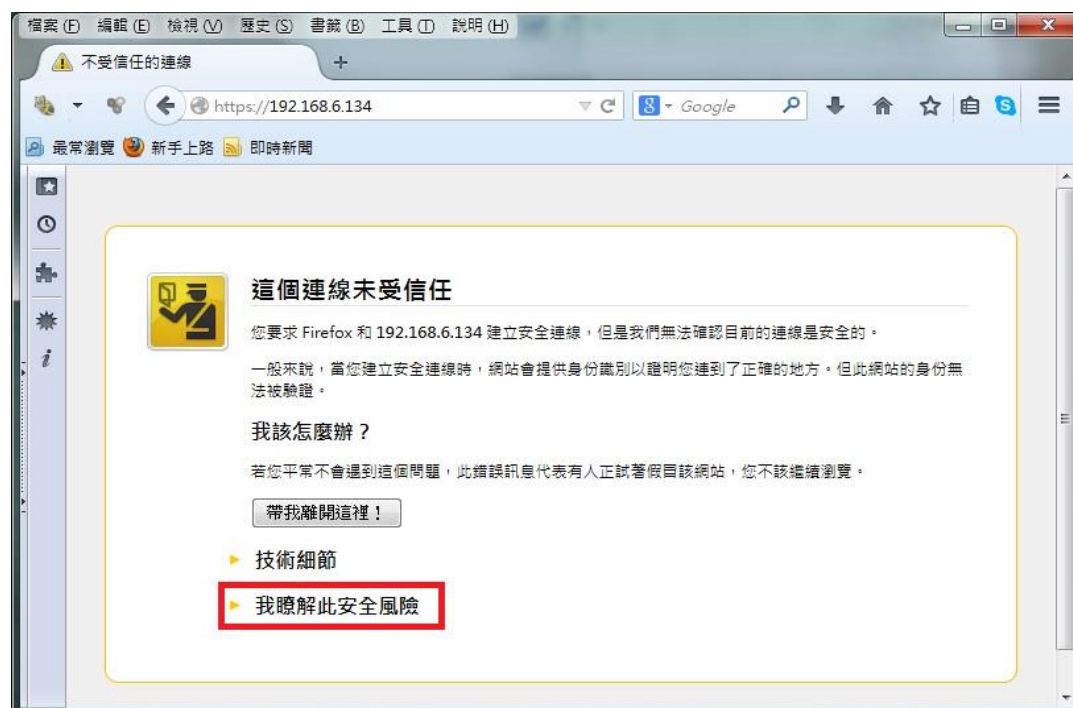 檔案(F) 編輯(E) 檢視(V) 歷史(S) 書籤(B) 工具(T) 說明(H)
不受信任的連線
https://192.168.6.134
Google
最常瀏覽 新手上路 即時新聞
這個連線未受信任
您要求 Firefox 和 192.168.6.134 建立安全連線，但是我們無法確認目前的連線是安全的。
一般來說，當您建立安全連線時，網站會提供身份識別以證明您連到了正確的地方。但此網站的身份無
法被驗證。
我該怎麼辦？
若您平常不會遇到這個問題，此錯誤訊息代表有人正試著假冒該網站，您不該繼續瀏覽。
帶我離開這裡！
技術細節
我瞭解此安全風險